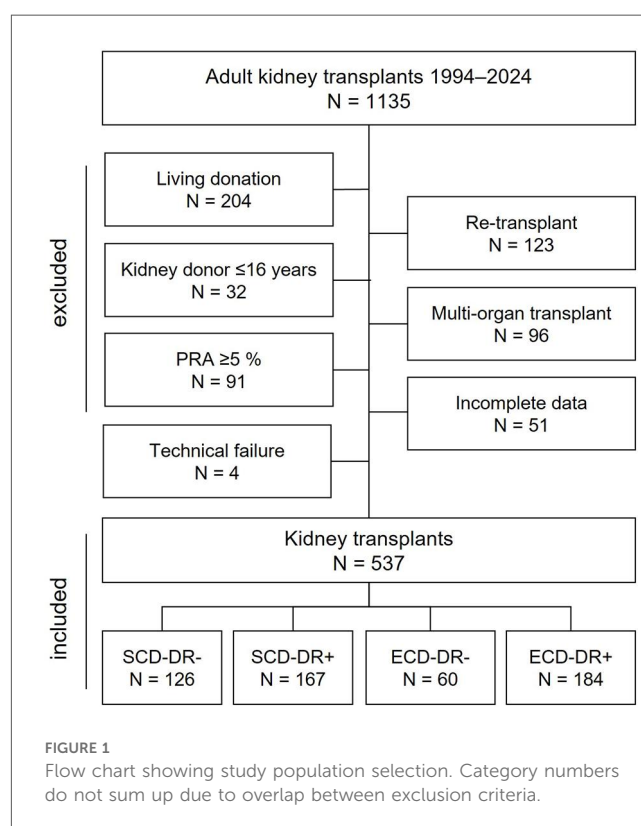 Adult kidney transplants 1994–2024
N = 1135
excluded
Living donation
N = 204
Re-transplant
N = 123
Kidney donor ≤16 years
N = 32
Multi-organ transplant
N = 96
PRA ≥5 %
N = 91
Incomplete data
N = 51
Technical failure
N = 4
included
Kidney transplants
N = 537
SCD-DR-
N = 126
SCD-DR+
N = 167
ECD-DR-
N = 60
ECD-DR+
N = 184
FIGURE 1
Flow chart showing study population selection. Category numbers
do not sum up due to overlap between exclusion criteria.